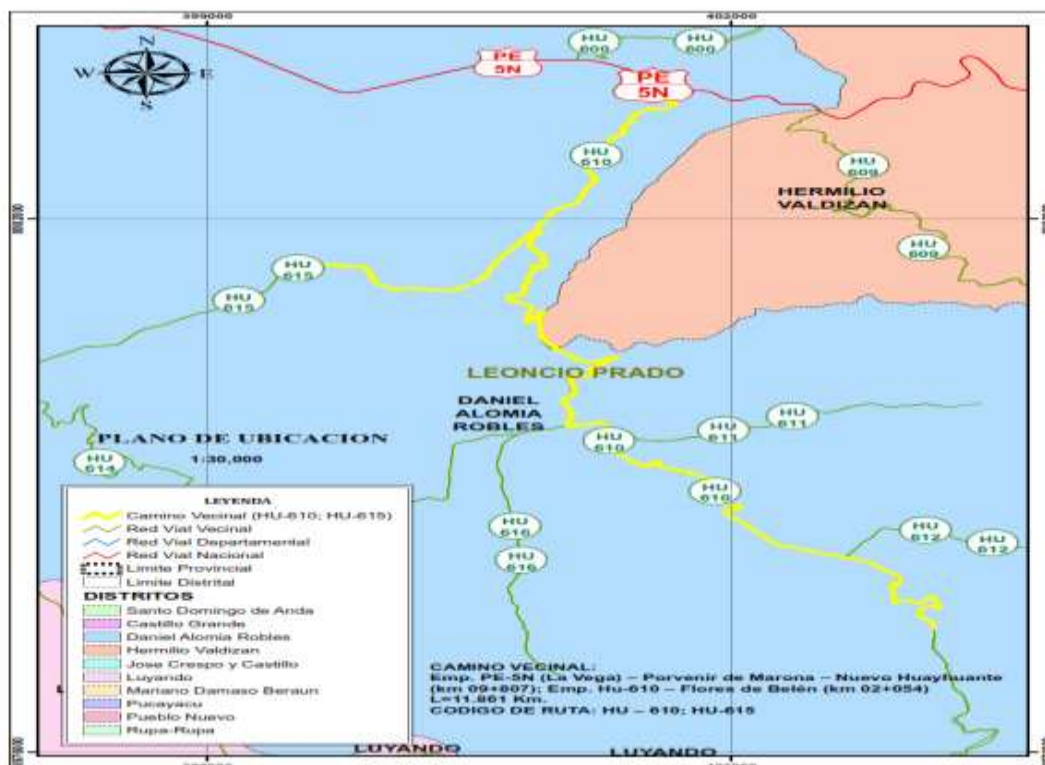 399000
402000
N
W
E
S
HU
600
HU
600
PE
5N
PE
5N
HU
610
HU
609
HERMILIO
VALDIZAN
HU
609
HU
615
HU
615
LEONCIO PRADO
DANIEL
ALOMIA
ROBLES
HU
611
HU
611
HU
610
PLANO DE UBICACION
1:30,000
HU
614
HU
610
HU
616
HU
616
HU
612
HU
612
LEYENDA
Camino Vecinal (HU-610; HU-615)
Red Vial Vecinal
Red Vial Departamental
Red Vial Nacional
Limite Provincial
Limite Distrital
DISTRITOS
Santo Domingo de Anda
Castillo Grande
Daniel Alomia Robles
Hermilio Valdizan
Jose Crespo y Castillo
Luyando
Mariano Damaso Beraun
Pucayacu
Pueblo Nuevo
Rupa-Rupa
CAMINO VECINAL:
Emp. PE-5N (La Vega) – Porvenir de Marona – Nuevo Huayhuante
(km 09+807); Emp. Hu-610 – Flores de Belén (km 02+054)
L=11.861 Km.
CODIGO DE RUTA: HU – 610; HU-615
LUYANDO
LUYANDO